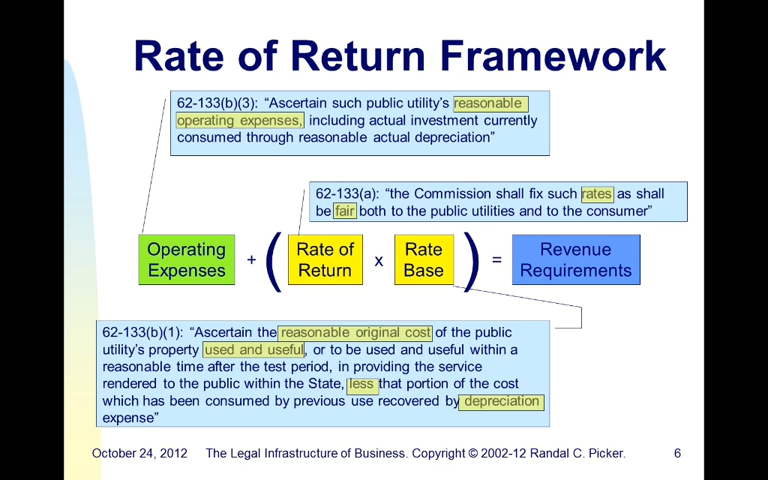 Rate of Return Framework
62-133(b)(3): “Ascertain such public utility’s reasonable
operating expenses, including actual investment currently
consumed through reasonable actual depreciation”
62-133(a): “the Commission shall fix such rates as shall
be fair both to the public utilities and to the consumer”
Operating
Expenses
+
(
Rate of
Return
x
Rate
Base
)
=
Revenue
Requirements
62-133(b)(1): “Ascertain the reasonable original cost of the public
utility’s property used and useful, or to be used and useful within a
reasonable time after the test period, in providing the service
rendered to the public within the State, less that portion of the cost
which has been consumed by previous use recovered by depreciation
expense”
October 24, 2012 The Legal Infrastructure of Business. Copyright © 2002-12 Randal C. Picker. 6